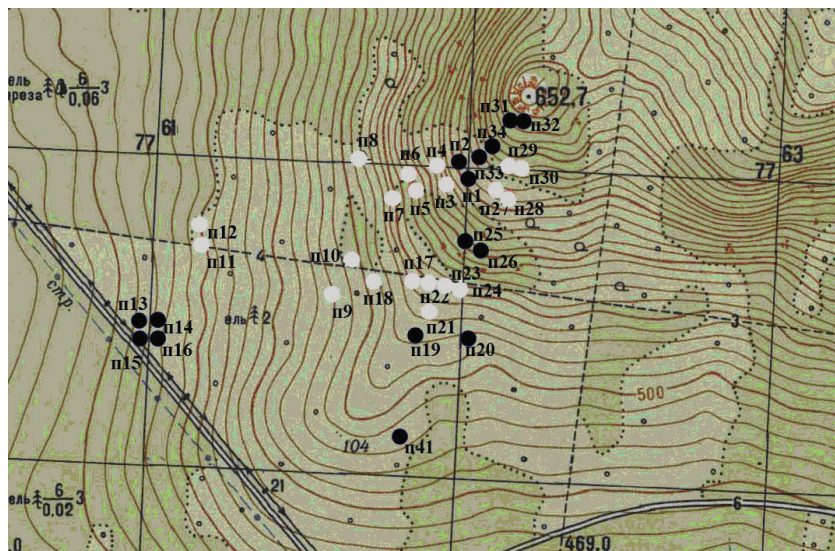 ель
реза
6
0.06
3
61
77
652.7
63
77
п31
п32
п34
п2
п29
п33
п30
п8
п6
п4
п7
п5
п3
п1
п27
п28
п12
п11
п10
4
п25
п26
п17
п23
п18
п22
п24
п9
п21
стр.
п13
п14
ель 2
п15
п16
п19
п20
3
500
104
п41
ель
6
0.02
3
21
6
.0
469.0